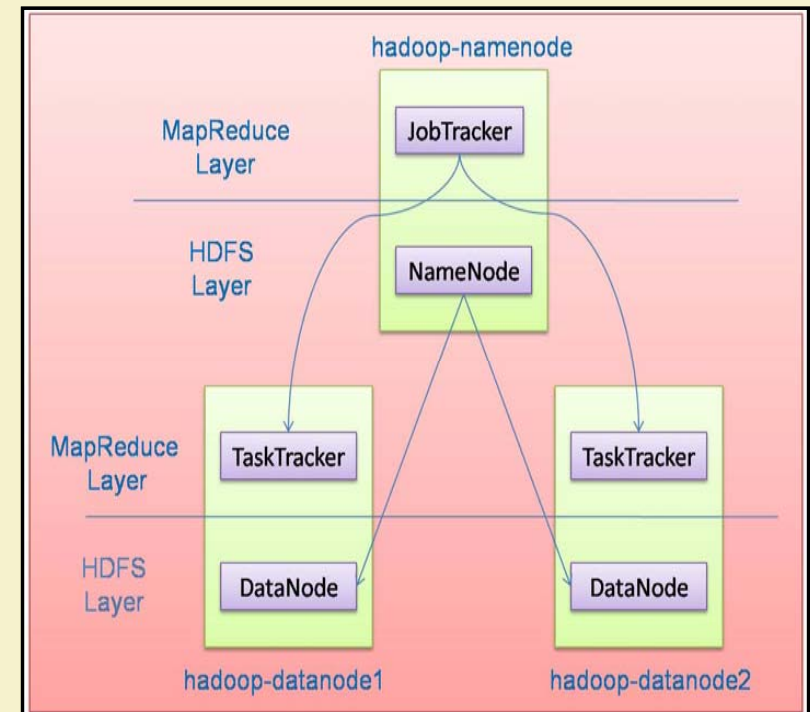 hadoop-namenode
MapReduce
Layer
JobTracker
HDFS
Layer
NameNode
MapReduce
Layer
TaskTracker
TaskTracker
HDFS
Layer
DataNode
DataNode
hadoop-datanode1
hadoop-datanode2